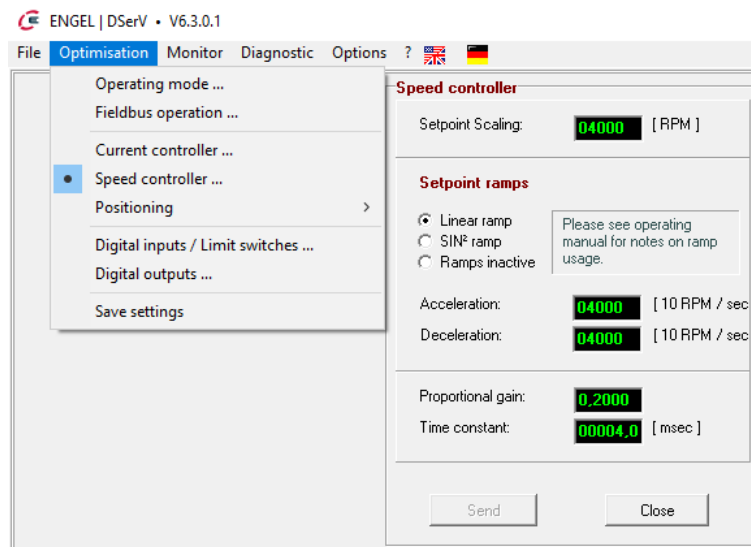 ENGEL | DSerV • V6.3.0.1
File Optimisation Monitor Diagnostic Options ?
Operating mode ...
Fieldbus operation ...
Current controller ...
Speed controller ...
Positioning
Digital inputs / Limit switches ...
Digital outputs ...
Save settings
Speed controller
Setpoint Scaling: 04000 [ RPM ]
Setpoint ramps
Linear ramp
SIN² ramp
Ramps inactive
Please see operating
manual for notes on ramp
usage.
Acceleration: 04000 [ 10 RPM / sec
Deceleration: 04000 [ 10 RPM / sec
Proportional gain: 0,2000
Time constant: 00004,0 [ msec ]
Send Close